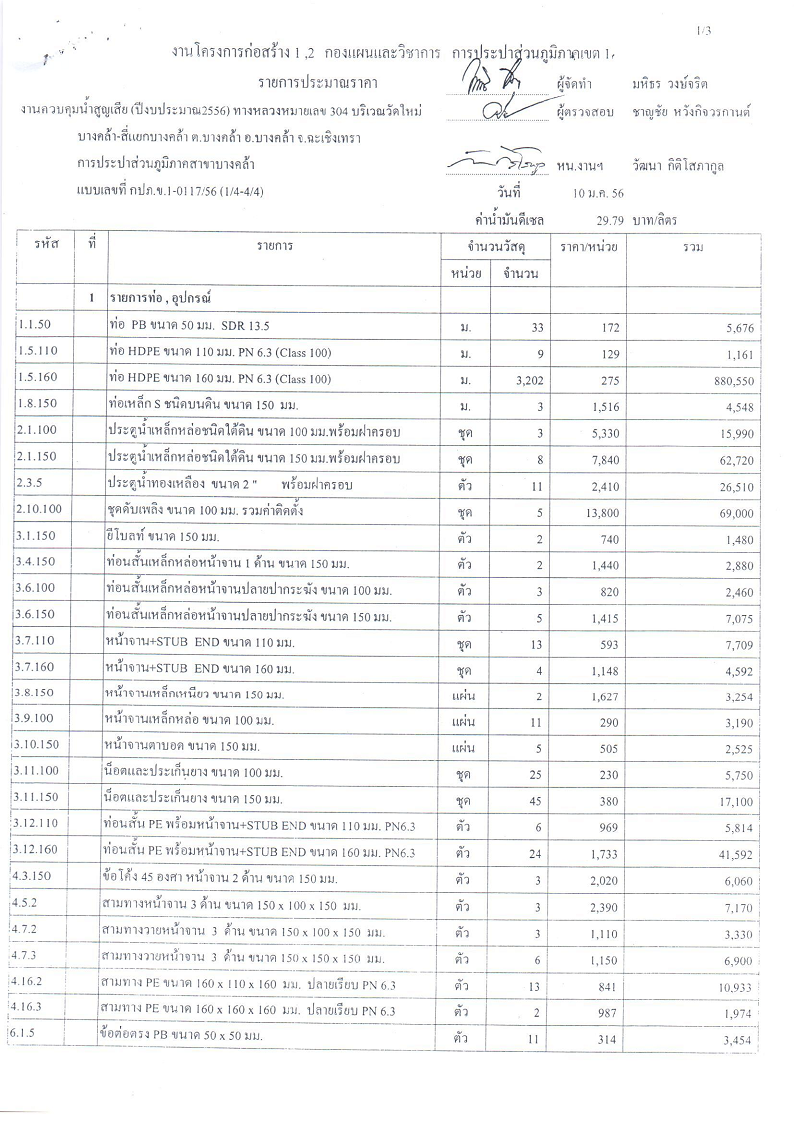 1/3
งานโครงการก่อสร้าง 1 ,2 กองแผนและวิชาการ การประปาส่วนภูมิภาคเขต 1
รายการประมาณราคา ผู้จัดทำ มหิธร วงษ์จริต
งานควบคุมน้ำสูญเสีย (ปีงบประมาณ2556) ทางหลวงหมายเลข 304 บริเวณวัดใหม่ ผู้ตรวจสอบ ชาญชัย หวังกิจวรกานต์
บางคล้า-สี่แยกบางคล้า ต.บางคล้า อ.บางคล้า จ.ฉะเชิงเทรา
การประปาส่วนภูมิภาคสาขาบางคล้า หน.งานฯ วัฒนา กิติโสภากูล
แบบเลขที่ กปภ.ข.1-0117/56 (1/4-4/4) วันที่ 10 ม.ค. 56
ค่าน้ำมันดีเซล 29.79 บาท/ลิตร
รหัส ที่ รายการ จำนวนวัสดุ ราคา/หน่วย รวม
หน่วย จำนวน
1 รายการท่อ , อุปกรณ์
1.1.50 ท่อ PB ขนาด 50 มม. SDR 13.5 ม. 33 172 5,676
1.5.110 ท่อ HDPE ขนาด 110 มม. PN 6.3 (Class 100) ม. 9 129 1,161
1.5.160 ท่อ HDPE ขนาด 160 มม. PN 6.3 (Class 100) ม. 3,202 275 880,550
1.8.150 ท่อเหล็ก S ชนิดบนดิน ขนาด 150 มม. ม. 3 1,516 4,548
2.1.100 ประตูน้ำเหล็กหล่อชนิดใต้ดิน ขนาด 100 มม.พร้อมฝาครอบ ชุด 3 5,330 15,990
2.1.150 ประตูน้ำเหล็กหล่อชนิดใต้ดิน ขนาด 150 มม.พร้อมฝาครอบ ชุด 8 7,840 62,720
2.3.5 ประตูน้ำทองเหลือง ขนาด 2 " พร้อมฝาครอบ ตัว 11 2,410 26,510
2.10.100 ชุดดับเพลิง ขนาด 100 มม. รวมค่าติดตั้ง ชุด 5 13,800 69,000
3.1.150 ยีโบลท์ ขนาด 150 มม. ตัว 2 740 1,480
3.4.150 ท่อนสั้นเหล็กหล่อหน้าจาน 1 ด้าน ขนาด 150 มม. ตัว 2 1,440 2,880
3.6.100 ท่อนสั้นเหล็กหล่อหน้าจานปลายปากระฆัง ขนาด 100 มม. ตัว 3 820 2,460
3.6.150 ท่อนสั้นเหล็กหล่อหน้าจานปลายปากระฆัง ขนาด 150 มม. ตัว 5 1,415 7,075
3.7.110 หน้าจาน+STUB END ขนาด 110 มม. ชุด 13 593 7,709
3.7.160 หน้าจาน+STUB END ขนาด 160 มม. ชุด 4 1,148 4,592
3.8.150 หน้าจานเหล็กเหนียว ขนาด 150 มม. แผ่น 2 1,627 3,254
3.9.100 หน้าจานเหล็กหล่อ ขนาด 100 มม. แผ่น 11 290 3,190
3.10.150 หน้าจานตาบอด ขนาด 150 มม. แผ่น 5 505 2,525
3.11.100 น็อตและประเก็นยาง ขนาด 100 มม. ชุด 25 230 5,750
3.11.150 น็อตและประเก็นยาง ขนาด 150 มม. ชุด 45 380 17,100
3.12.110 ท่อนสั้น PE พร้อมหน้าจาน+STUB END ขนาด 110 มม. PN6.3 ตัว 6 969 5,814
3.12.160 ท่อนสั้น PE พร้อมหน้าจาน+STUB END ขนาด 160 มม. PN6.3 ตัว 24 1,733 41,592
4.3.150 ข้อโค้ง 45 องศา หน้าจาน 2 ด้าน ขนาด 150 มม. ตัว 3 2,020 6,060
4.5.2 สามทางหน้าจาน 3 ด้าน ขนาด 150 x 100 x 150 มม. ตัว 3 2,390 7,170
4.7.2 สามทางวายหน้าจาน 3 ด้าน ขนาด 150 x 100 x 150 มม. ตัว 3 1,110 3,330
4.7.3 สามทางวายหน้าจาน 3 ด้าน ขนาด 150 x 150 x 150 มม. ตัว 6 1,150 6,900
4.16.2 สามทาง PE ขนาด 160 x 110 x 160 มม. ปลายเรียบ PN 6.3 ตัว 13 841 10,933
4.16.3 สามทาง PE ขนาด 160 x 160 x 160 มม. ปลายเรียบ PN 6.3 ตัว 2 987 1,974
6.1.5 ข้อต่อตรง PB ขนาด 50 x 50 มม. ตัว 11 314 3,454